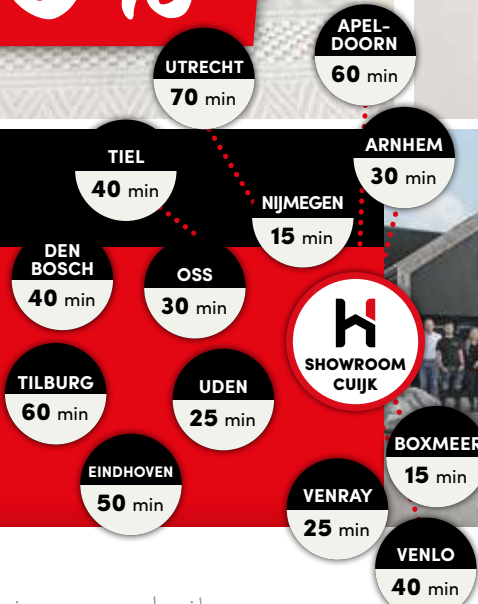 APEL-
DOORN
60 min
UTRECHT
70 min
ARNHEM
30 min
TIEL
40 min
NIJMEGEN
15 min
DEN
BOSCH
40 min
OSS
30 min
SHOWROOM
CUIJK
TILBURG
60 min
UDEN
25 min
BOXMEER
15 min
EINDHOVEN
50 min
VENRAY
25 min
VENLO
40 min